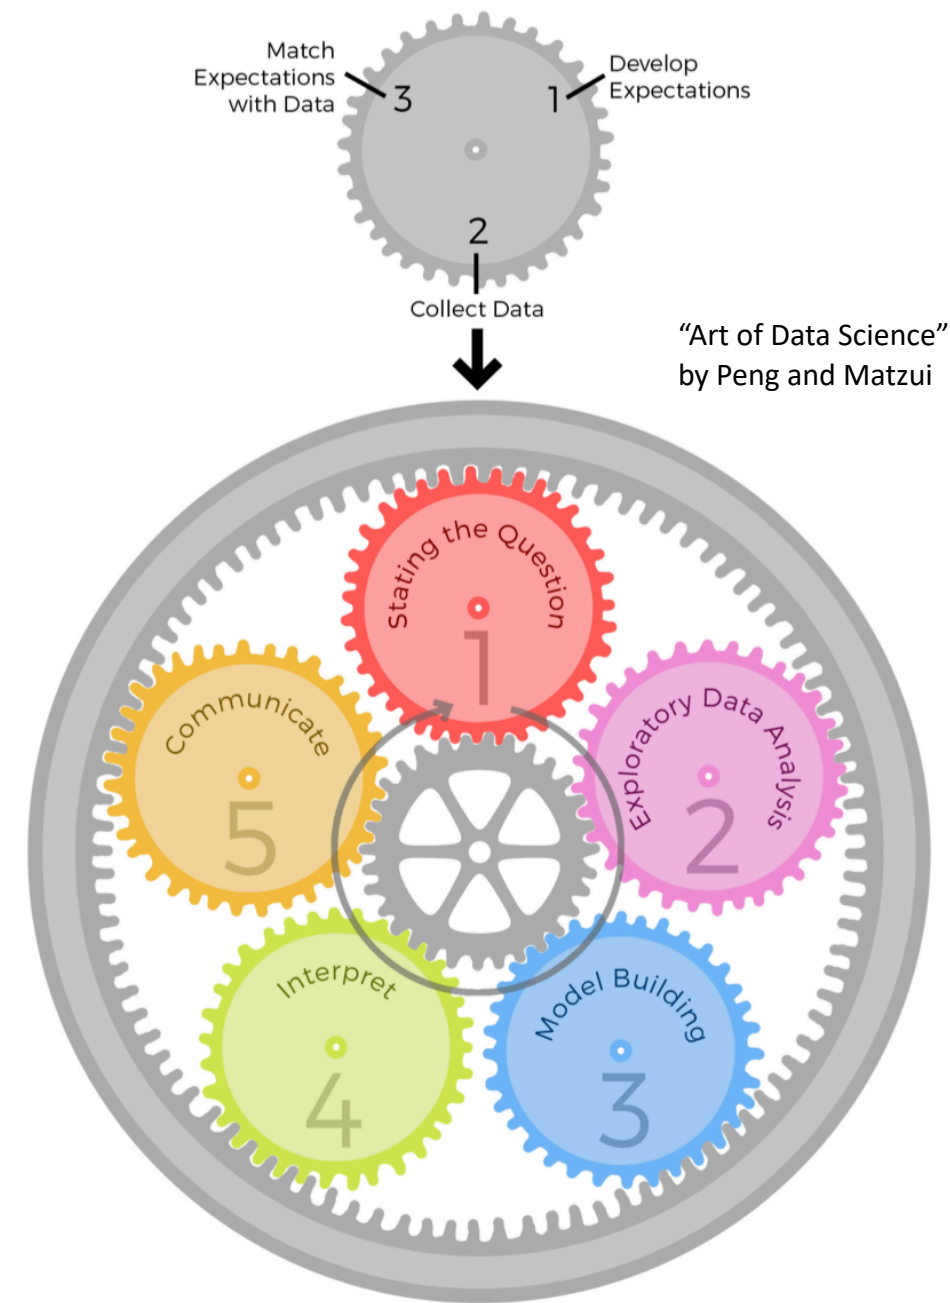 Match
Expectations
with Data
3
1
Develop
Expectations
2
Collect Data
“Art of Data Science”
by Peng and Matzui
Stating the Question
1
Exploratory Data Analysis
2
Model Building
3
Interpret
4
Communicate
5